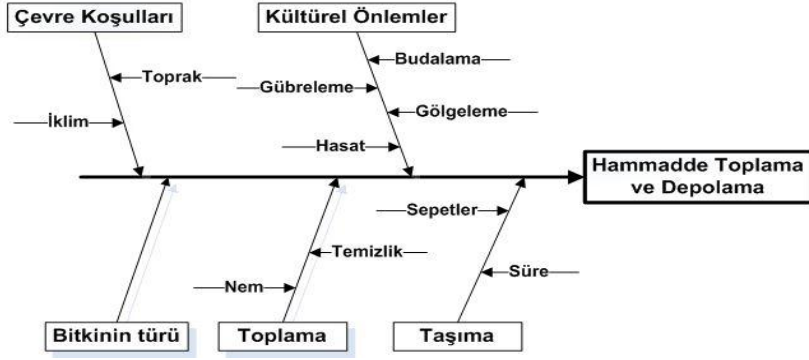 Çevre Koşulları
Kültürel Önlemler
Budalama
Toprak
Gübreleme
Gölgeleme
İklim
Hasat
Hammadde Toplama
ve Depolama
Sepetler
Temizlik
Süre
Nem
Bitkinin türü
Toplama
Taşıma